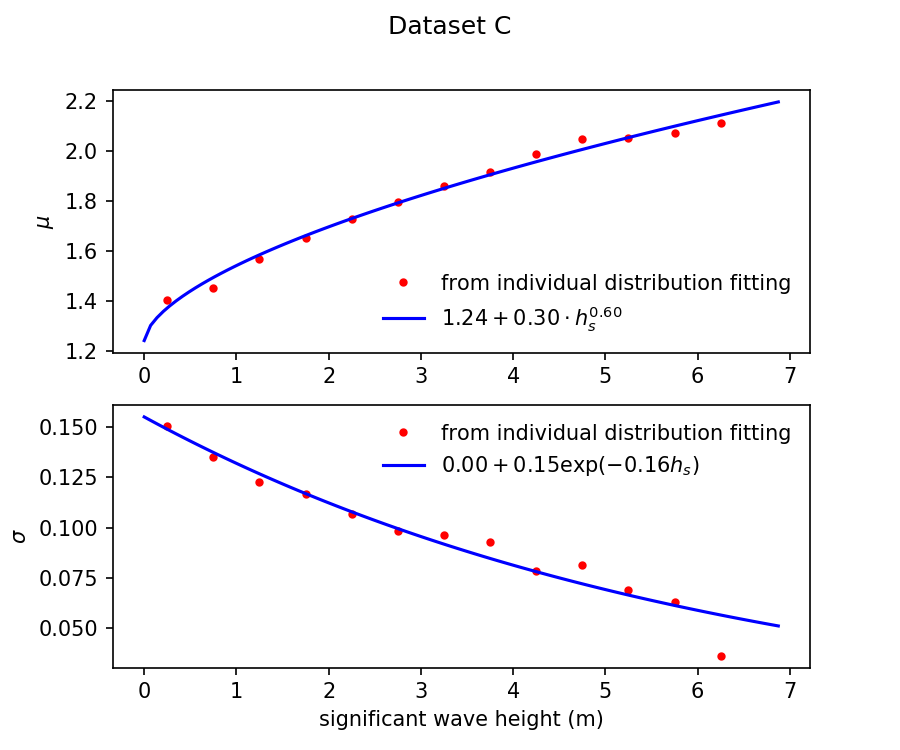 Dataset C
2.2
2.0
1.8
1.6
1.4
1.2
μ
from individual distribution fitting
1.24 + 0.30 · h_s^0.60
0 1 2 3 4 5 6 7
0.150
0.125
0.100
0.075
0.050
σ
from individual distribution fitting
0.00 + 0.15exp(−0.16h_s)
0 1 2 3 4 5 6 7
significant wave height (m)